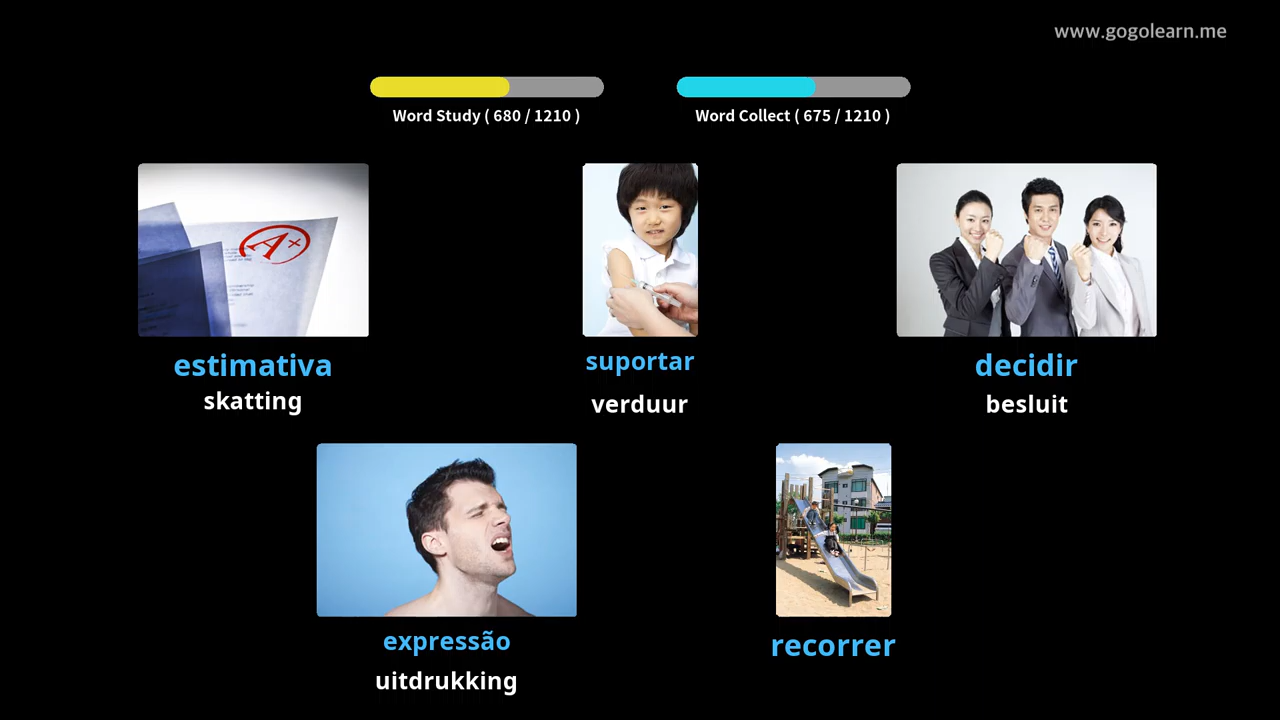 www.gogolearn.me
Word Study ( 680 / 1210 )
Word Collect ( 675 / 1210 )
A+
estimativa
skatting
suportar
verduur
decidir
besluit
expressão
uitdrukking
recorrer